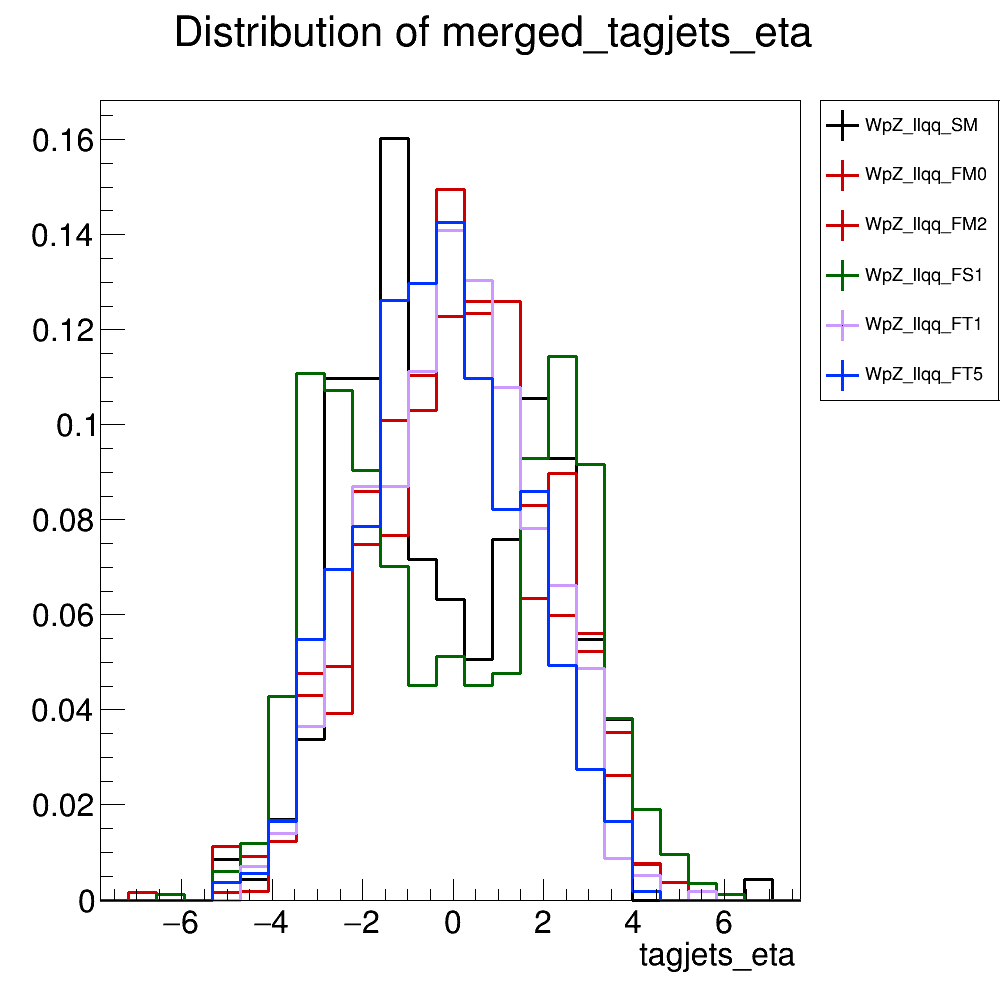 Distribution of merged_tagjets_eta
0.16
0.14
0.12
0.1
0.08
0.06
0.04
0.02
0
−6 −4 −2 0 2 4 6
tagjets_eta
WpZ_llqq_SM
WpZ_llqq_FM0
WpZ_llqq_FM2
WpZ_llqq_FS1
WpZ_llqq_FT1
WpZ_llqq_FT5